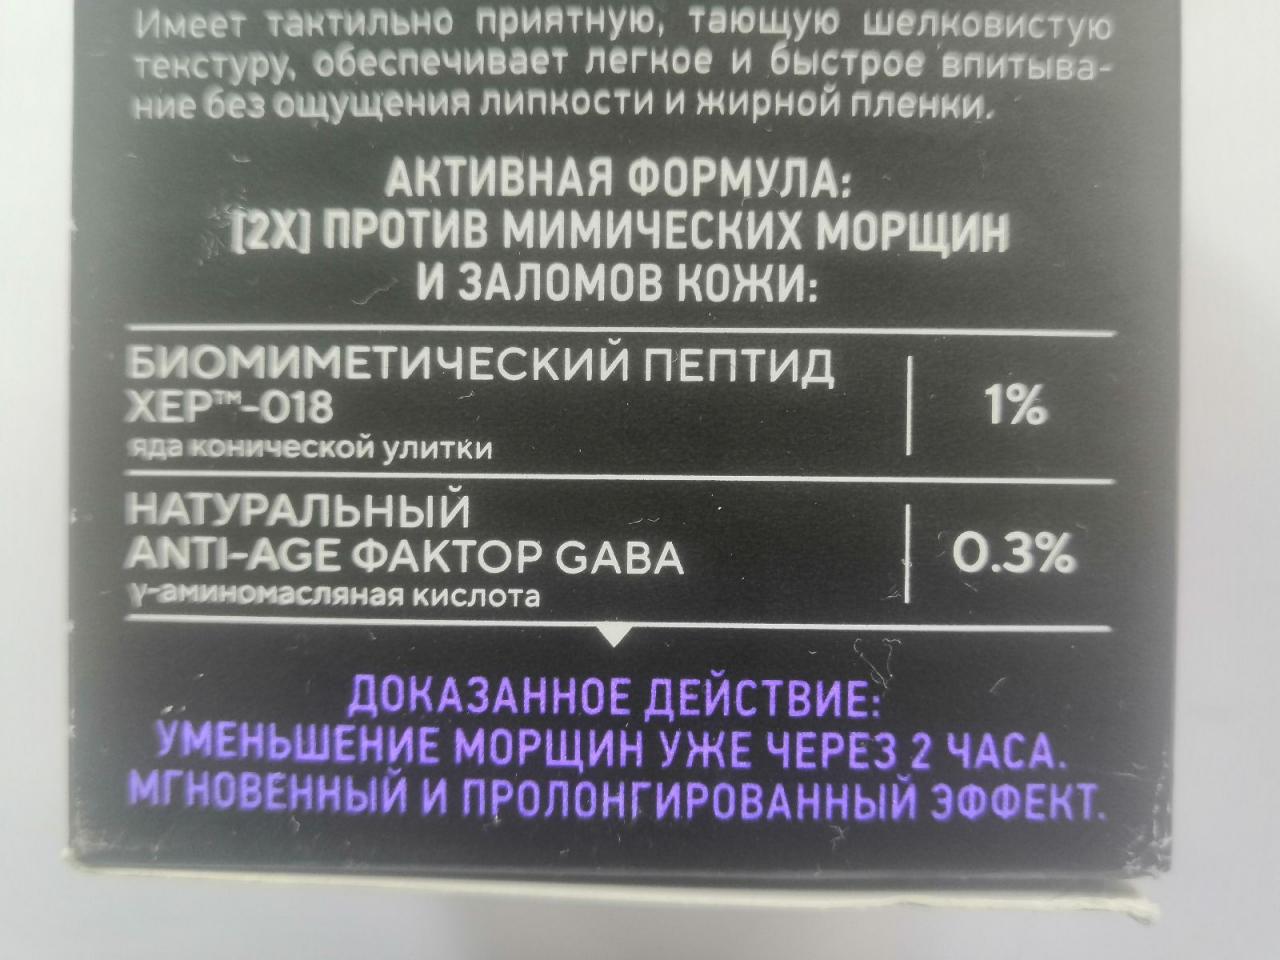 Имеет тактильно приятную, тающую шелковистую
текстуру, обеспечивает легкое и быстрое впитыва-
ние без ощущения липкости и жирной пленки.
АКТИВНАЯ ФОРМУЛА:
[2X] ПРОТИВ МИМИЧЕСКИХ МОРЩИН
И ЗАЛОМОВ КОЖИ:
БИОМИМЕТИЧЕСКИЙ ПЕПТИД
XEP™-018
яда конической улитки
1%
НАТУРАЛЬНЫЙ
ANTI-AGE ФАКТОР GABA
γ-аминомасляная кислота
0.3%
ДОКАЗАННОЕ ДЕЙСТВИЕ:
УМЕНЬШЕНИЕ МОРЩИН УЖЕ ЧЕРЕЗ 2 ЧАСА.
МГНОВЕННЫЙ И ПРОЛОНГИРОВАННЫЙ ЭФФЕКТ.